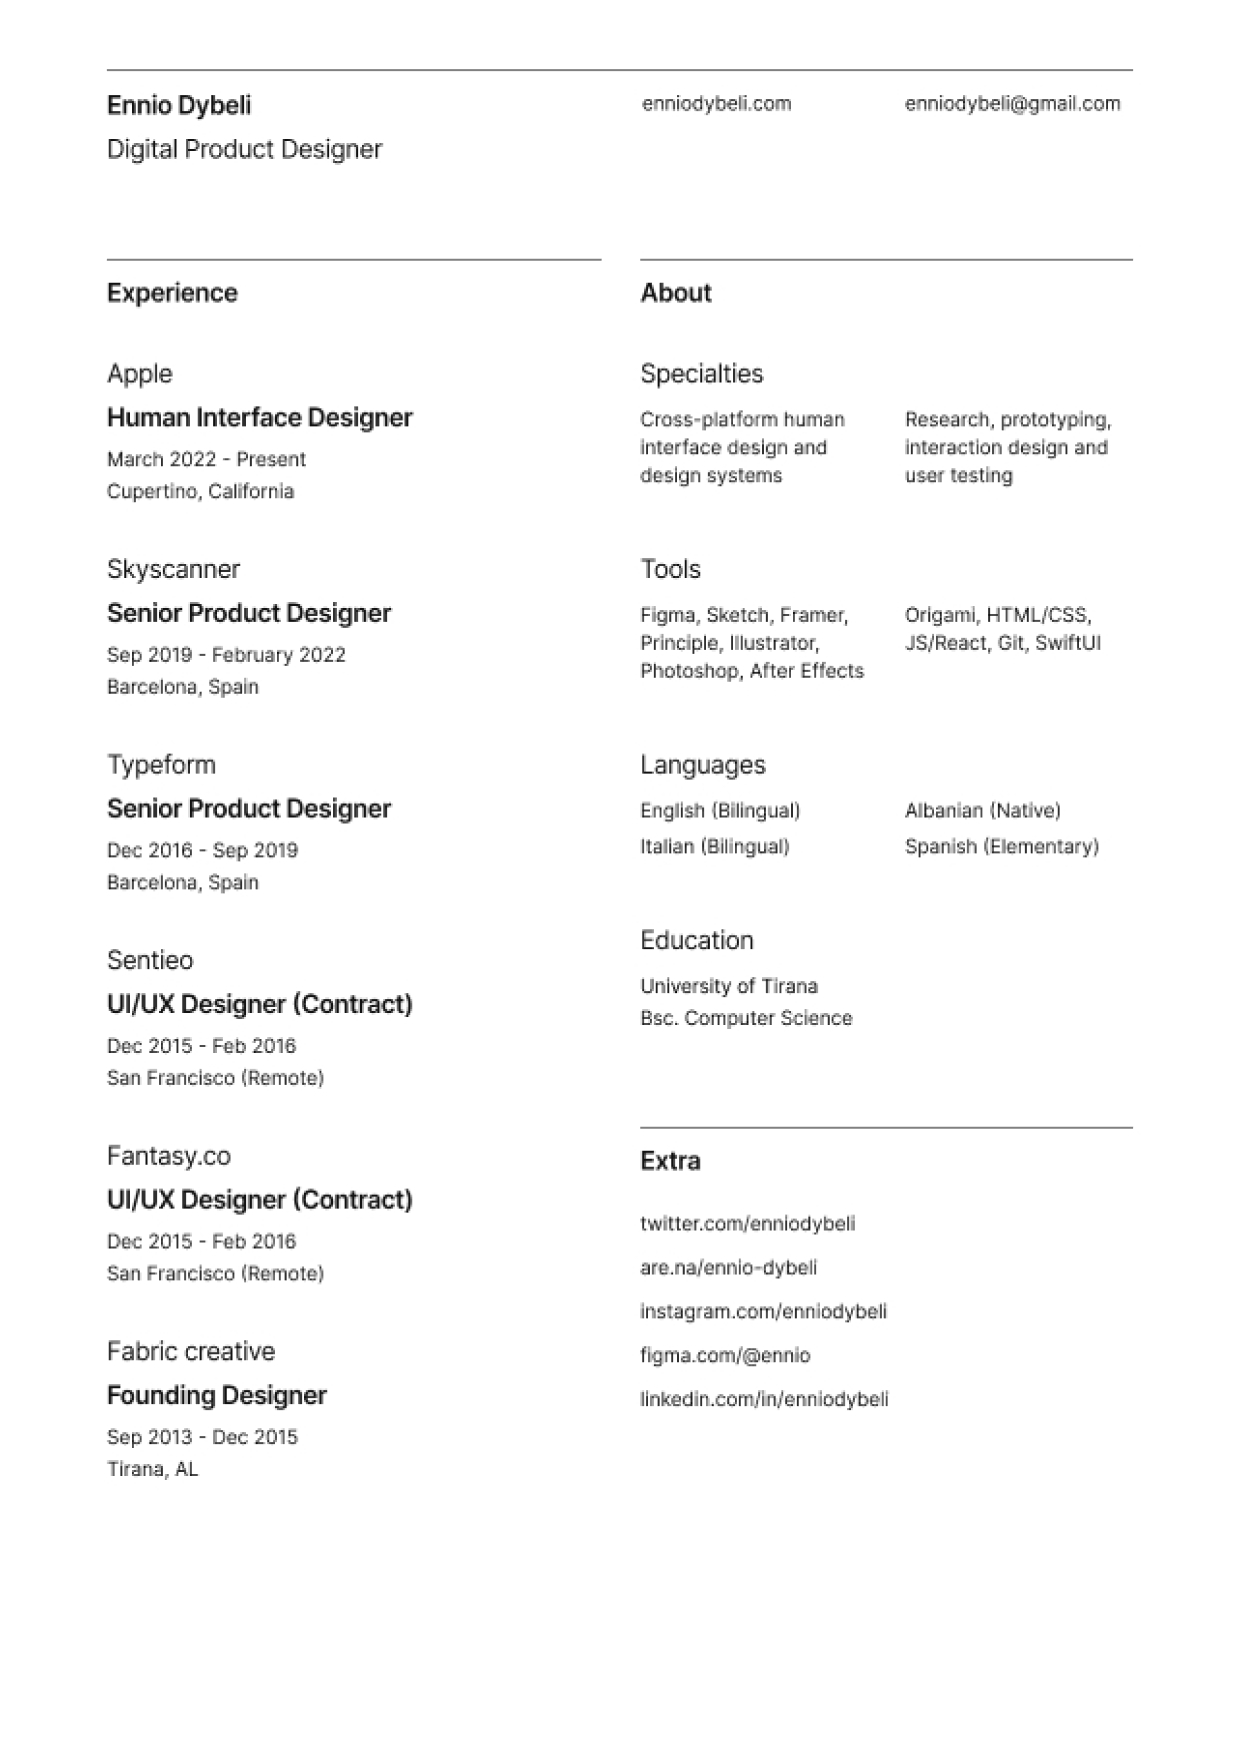 Ennio Dybeli
Digital Product Designer
enniodybeli.com
enniodybeli@gmail.com
Experience
Apple
Human Interface Designer
March 2022 - Present
Cupertino, California
Skyscanner
Senior Product Designer
Sep 2019 - February 2022
Barcelona, Spain
Typeform
Senior Product Designer
Dec 2016 - Sep 2019
Barcelona, Spain
Sentieo
UI/UX Designer (Contract)
Dec 2015 - Feb 2016
San Francisco (Remote)
Fantasy.co
UI/UX Designer (Contract)
Dec 2015 - Feb 2016
San Francisco (Remote)
Fabric creative
Founding Designer
Sep 2013 - Dec 2015
Tirana, AL
About
Specialties
Cross-platform human
interface design and
design systems
Research, prototyping,
interaction design and
user testing
Tools
Figma, Sketch, Framer,
Principle, Illustrator,
Photoshop, After Effects
Origami, HTML/CSS,
JS/React, Git, SwiftUI
Languages
English (Bilingual)
Italian (Bilingual)
Albanian (Native)
Spanish (Elementary)
Education
University of Tirana
Bsc. Computer Science
Extra
twitter.com/enniodybeli
are.na/ennio-dybeli
instagram.com/enniodybeli
figma.com/@ennio
linkedin.com/in/enniodybeli